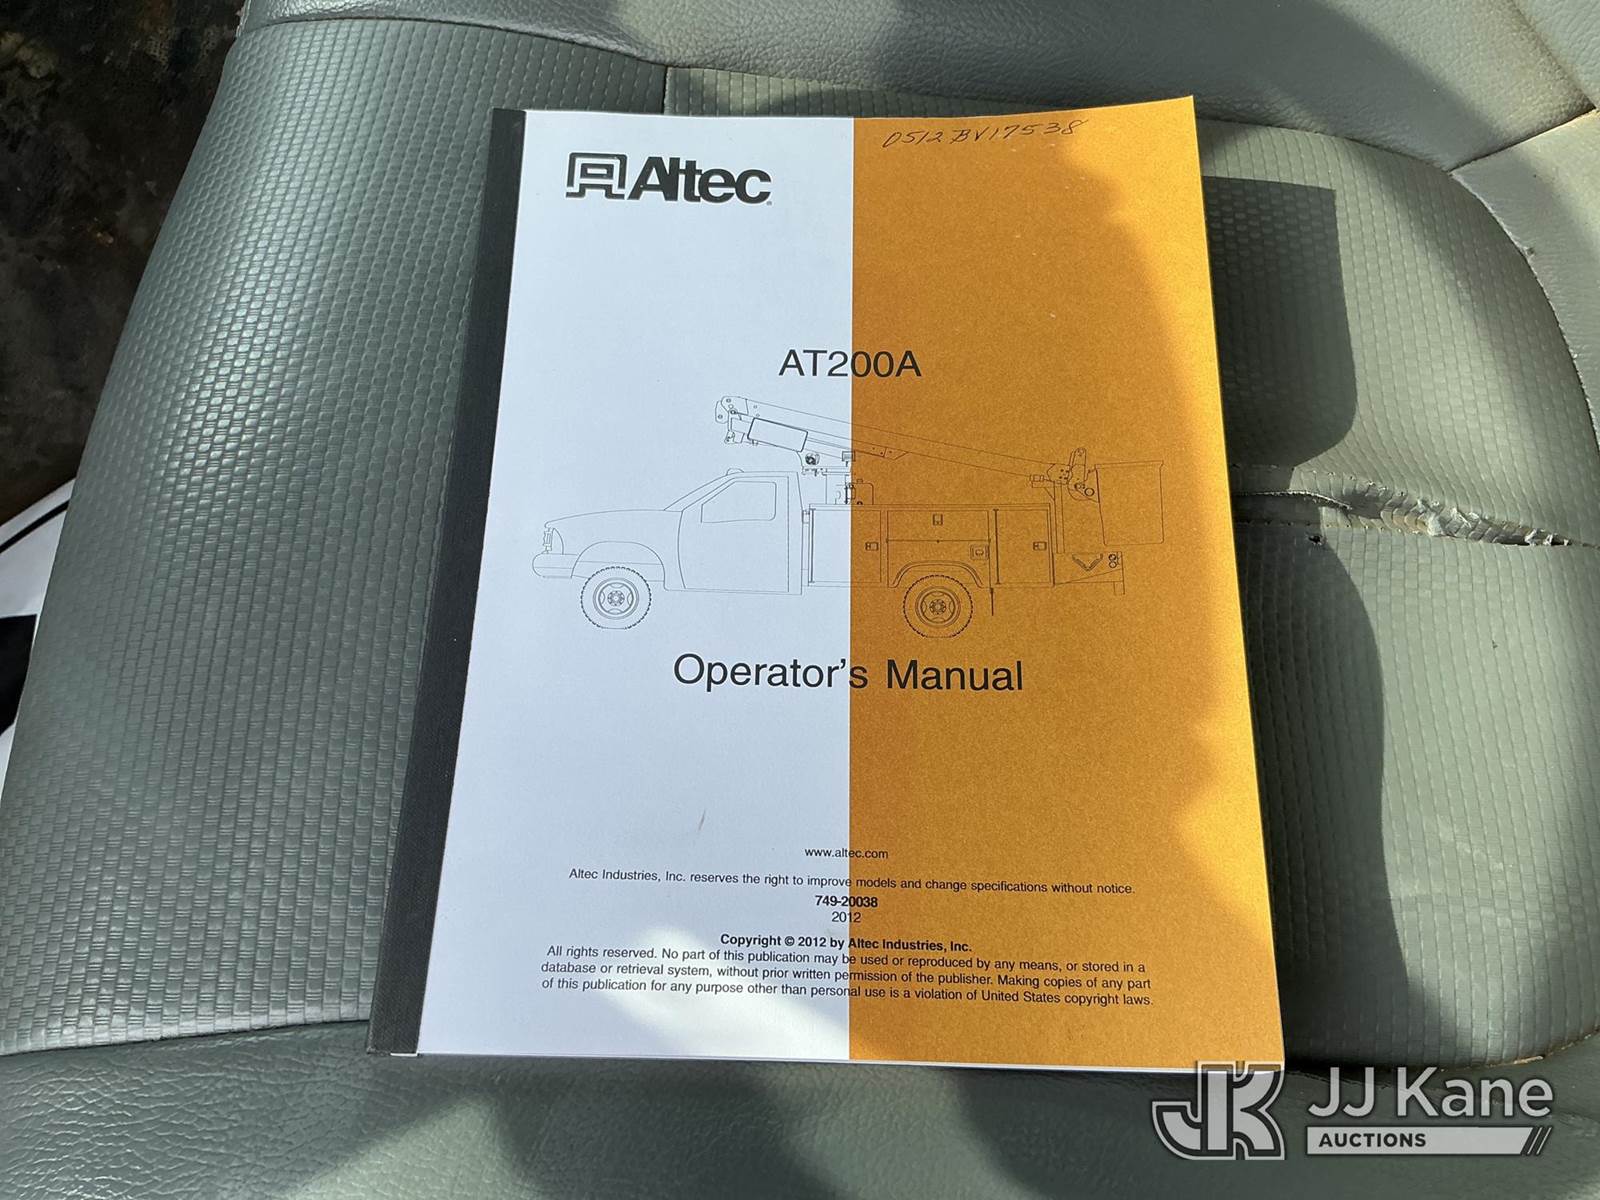 0512BV17538
Altec
AT200A
Operator's Manual
www.altec.com
Altec Industries, Inc. reserves the right to improve models and change specifications without notice.
749-20038
2012
Copyright © 2012 by Altec Industries, Inc.
All rights reserved. No part of this publication may be used or reproduced by any means, or stored in a
database or retrieval system, without prior written permission of the publisher. Making copies of any part
of this publication for any purpose other than personal use is a violation of United States copyright laws.
JK JJ Kane
AUCTIONS